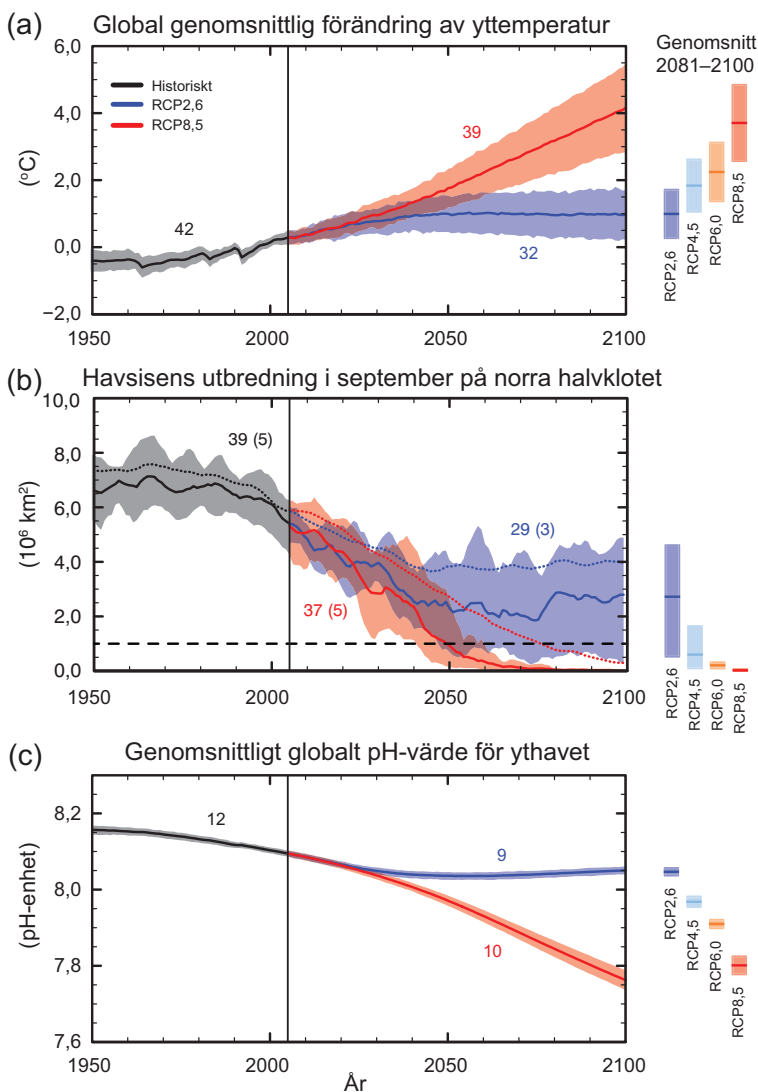 (a) Global genomsnittlig förändring av yttemperatur
6,0
4,0
2,0
0,0
−2,0
(°C)
Historiskt
RCP2,6
RCP8,5
42
39
32
1950 2000 2050 2100
Genomsnitt
2081–2100
RCP2,6
RCP4,5
RCP6,0
RCP8,5
(b) Havsisens utbredning i september på norra halvklotet
10,0
8,0
6,0
4,0
2,0
0,0
(10⁶ km²)
39 (5)
29 (3)
37 (5)
1950 2000 2050 2100
RCP2,6
RCP4,5
RCP6,0
RCP8,5
(c) Genomsnittligt globalt pH-värde för ythavet
8,2
8,0
7,8
7,6
(pH-enhet)
12
9
10
1950 2000 2050 2100
År
RCP2,6
RCP4,5
RCP6,0
RCP8,5